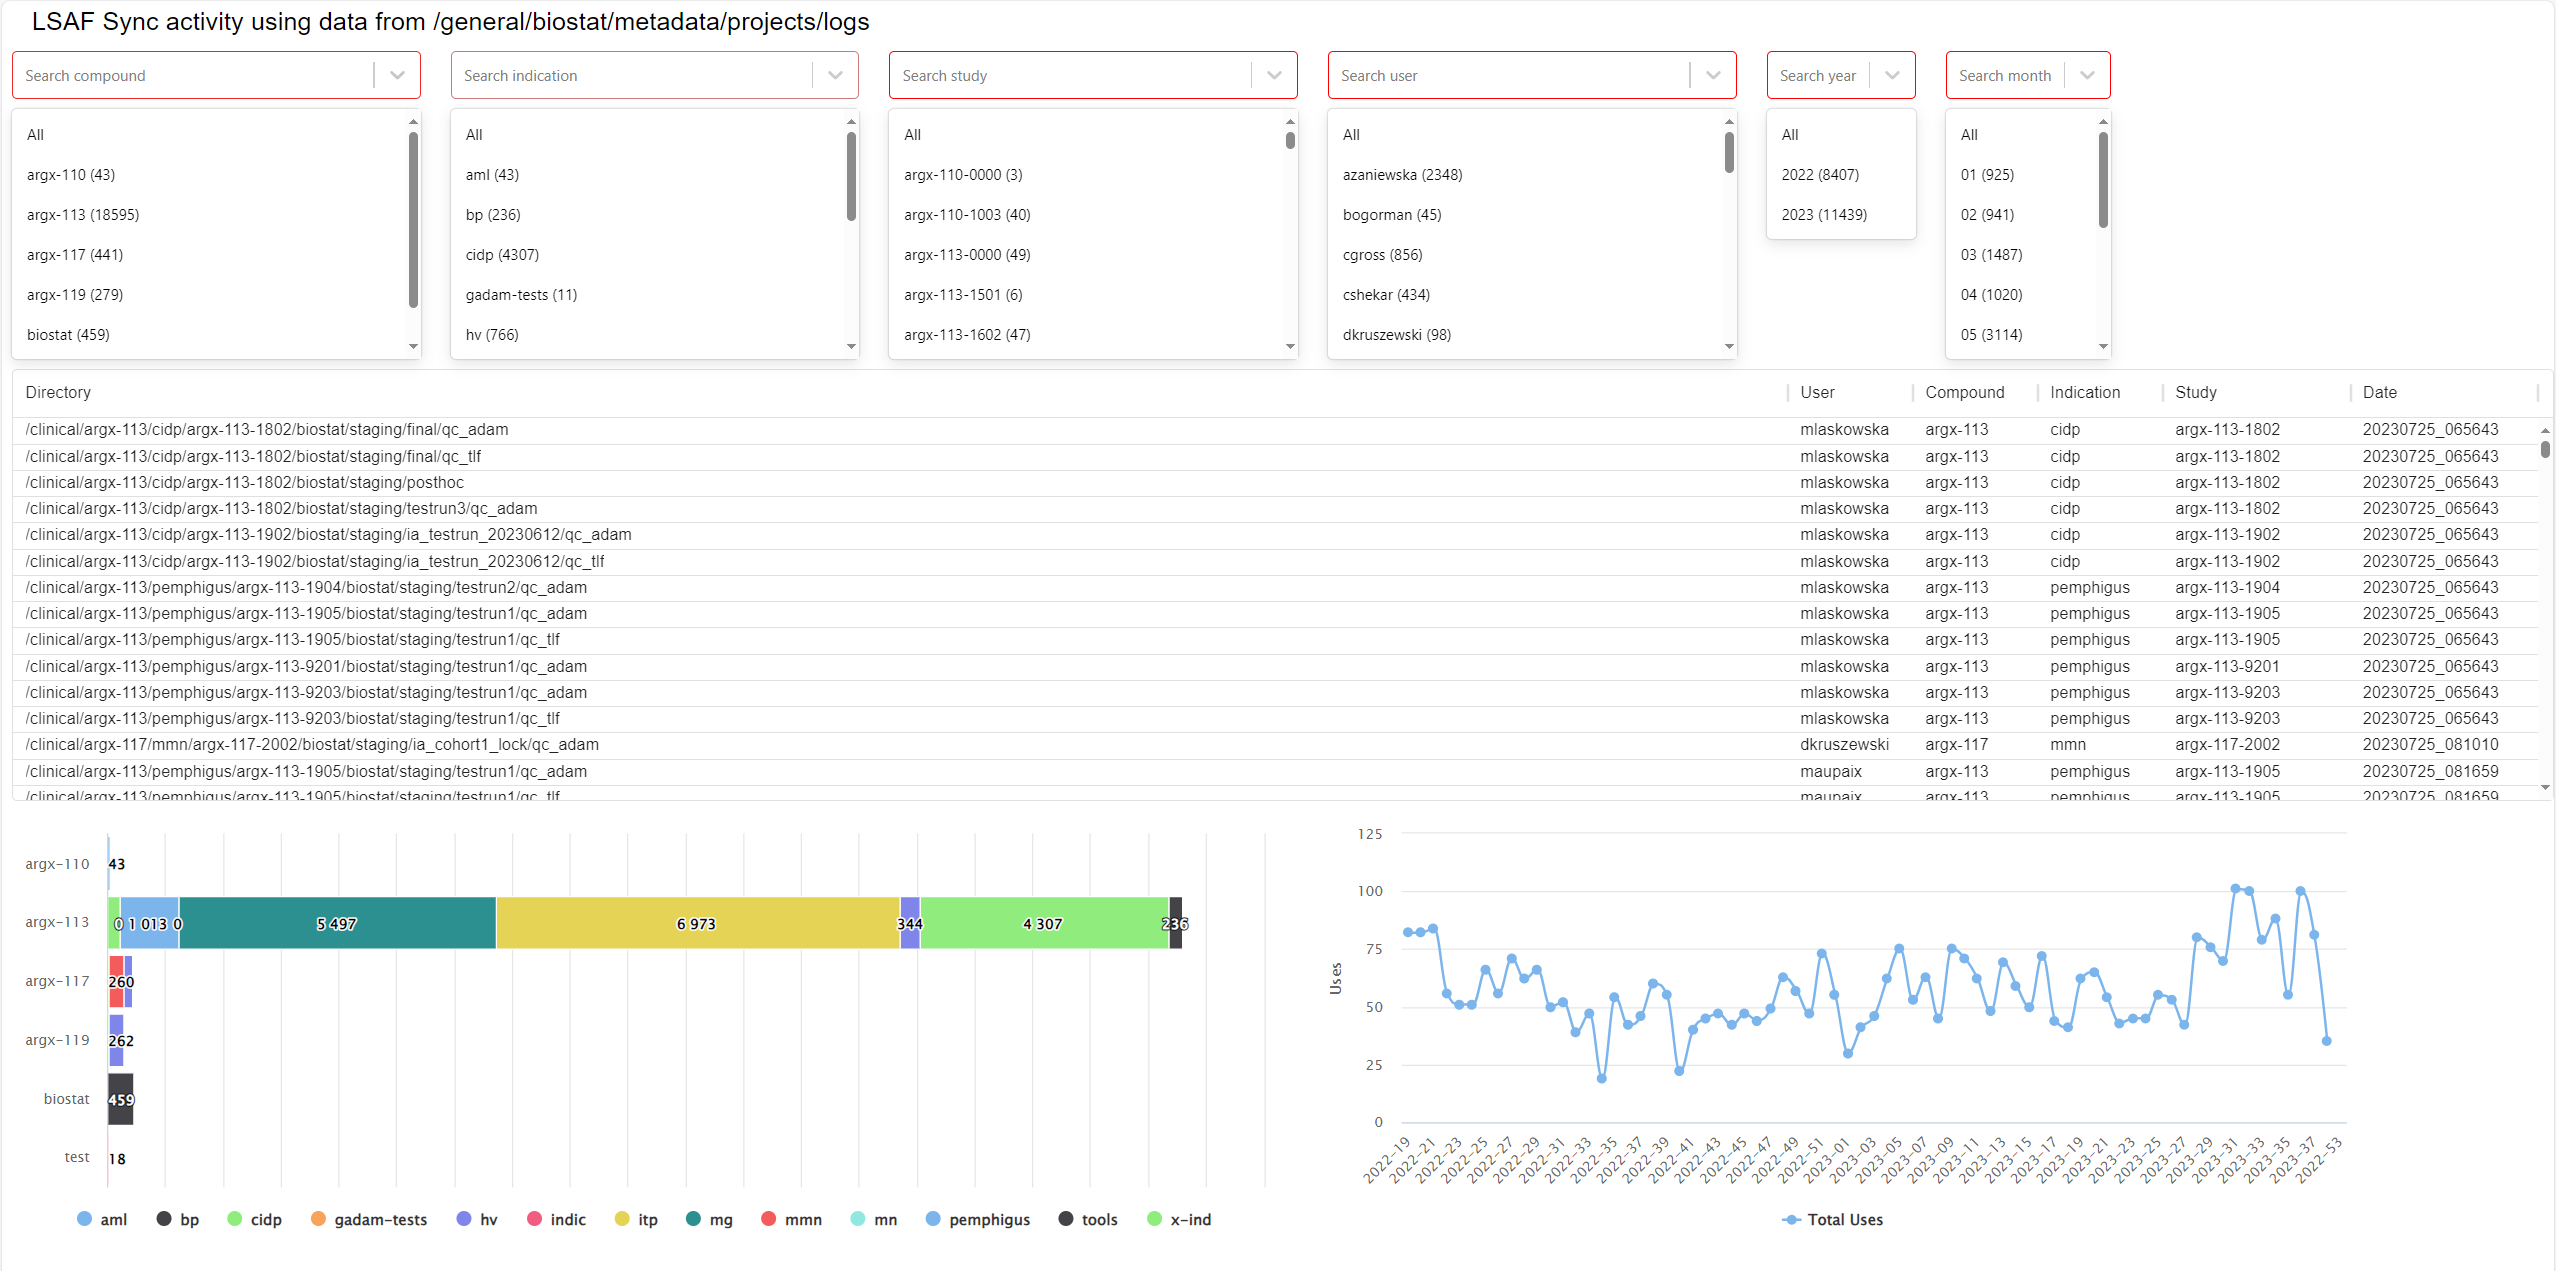 LSAF Sync activity using data from /general/biostat/metadata/projects/logs
Search compound
Search indication
Search study
Search user
Search year
Search month
All
argx-110 (43)
argx-113 (18595)
argx-117 (441)
argx-119 (279)
biostat (459)
All
aml (43)
bp (236)
cidp (4307)
gadam-tests (11)
hv (766)
All
argx-110-0000 (3)
argx-110-1003 (40)
argx-113-0000 (49)
argx-113-1501 (6)
argx-113-1602 (47)
All
azaniewska (2348)
bogorman (45)
cgross (856)
cshekar (434)
dkruszewski (98)
All
2022 (8407)
2023 (11439)
All
01 (925)
02 (941)
03 (1487)
04 (1020)
05 (3114)
Directory User Compound Indication Study Date
/clinical/argx-113/cidp/argx-113-1802/biostat/staging/final/qc_adam mlaskowska argx-113 cidp argx-113-1802 20230725_065643
/clinical/argx-113/cidp/argx-113-1802/biostat/staging/final/qc_tlf mlaskowska argx-113 cidp argx-113-1802 20230725_065643
/clinical/argx-113/cidp/argx-113-1802/biostat/staging/posthoc mlaskowska argx-113 cidp argx-113-1802 20230725_065643
/clinical/argx-113/cidp/argx-113-1802/biostat/staging/testrun3/qc_adam mlaskowska argx-113 cidp argx-113-1802 20230725_065643
/clinical/argx-113/cidp/argx-113-1902/biostat/staging/ia_testrun_20230612/qc_adam mlaskowska argx-113 cidp argx-113-1902 20230725_065643
/clinical/argx-113/cidp/argx-113-1902/biostat/staging/ia_testrun_20230612/qc_tlf mlaskowska argx-113 cidp argx-113-1902 20230725_065643
/clinical/argx-113/pemphigus/argx-113-1904/biostat/staging/testrun2/qc_adam mlaskowska argx-113 pemphigus argx-113-1904 20230725_065643
/clinical/argx-113/pemphigus/argx-113-1905/biostat/staging/testrun1/qc_adam mlaskowska argx-113 pemphigus argx-113-1905 20230725_065643
/clinical/argx-113/pemphigus/argx-113-1905/biostat/staging/testrun1/qc_tlf mlaskowska argx-113 pemphigus argx-113-1905 20230725_065643
/clinical/argx-113/pemphigus/argx-113-9201/biostat/staging/testrun1/qc_adam mlaskowska argx-113 pemphigus argx-113-9201 20230725_065643
/clinical/argx-113/pemphigus/argx-113-9203/biostat/staging/testrun1/qc_adam mlaskowska argx-113 pemphigus argx-113-9203 20230725_065643
/clinical/argx-113/pemphigus/argx-113-9203/biostat/staging/testrun1/qc_tlf mlaskowska argx-113 pemphigus argx-113-9203 20230725_065643
/clinical/argx-117/mmn/argx-117-2002/biostat/staging/ia_cohort1_lock/qc_adam dkruszewski argx-117 mmn argx-117-2002 20230725_081010
/clinical/argx-113/pemphigus/argx-113-1905/biostat/staging/testrun1/qc_adam maupaix argx-113 pemphigus argx-113-1905 20230725_081659
/clinical/argx-113/pemphigus/argx-113-1905/biostat/staging/testrun1/qc_tlf maupaix argx-113 pemphigus argx-113-1905 20230725_081659
argx-110 43
argx-113 0 1 013 0 5 497 6 973 344 4 307 236
argx-117 260
argx-119 262
biostat 459
test 18
aml bp cidp gadam-tests hv indic itp mg mmn mn pemphigus tools x-ind
125
100
75
50
25
0
Uses
2022-19 2022-21 2022-23 2022-25 2022-27 2022-29 2022-31 2022-33 2022-35 2022-37 2022-39 2022-41 2022-43 2022-45 2022-47 2022-49 2022-51 2023-01 2023-03 2023-05 2023-07 2023-09 2023-11 2023-13 2023-15 2023-17 2023-19 2023-21 2023-23 2023-25 2023-27 2023-29 2023-31 2023-33 2023-35 2023-37 2022-53
Total Uses